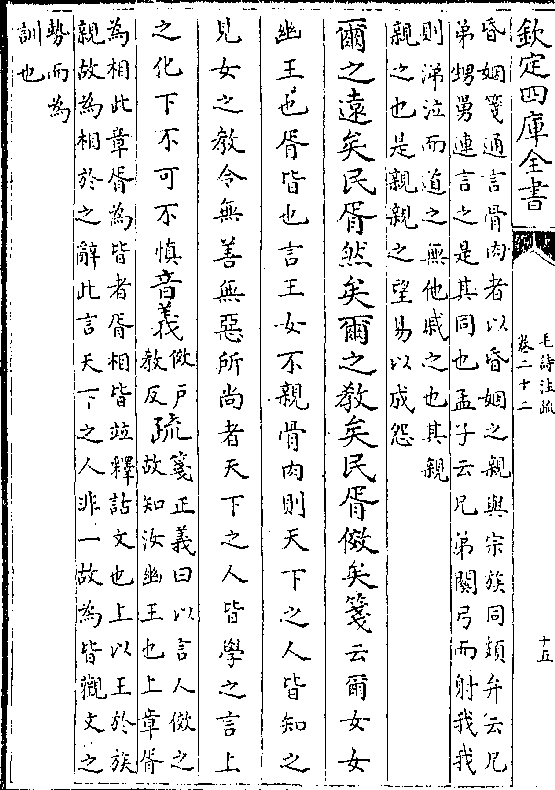 欽定四庫全書
毛詩注疏
卷二十二
十五
昏姻箋通言骨肉者以昏姻之親與宗族同頍弁云兄
弟甥舅連言之是其同也孟子云兄弟關弓而射我我
則涕泣而道之無他戚之也其親
親之也是親親之望易以成怨
爾之遠矣民胥然矣爾之教矣民胥傚矣箋云爾女女
幽王也胥皆也言王女不親骨肉則天下之人皆知之
見女之教令無善無惡所尚者天下之人皆學之言上
之化下不可不慎音義
傚户
教反
疏
箋正義曰以言人傚之
故知汝幽王也上章胥
為相此章胥為皆者胥相皆並釋詁文也上以王於族
親故為相於之辭此言天下之人非一故為皆觀文之
勢而為
訓也